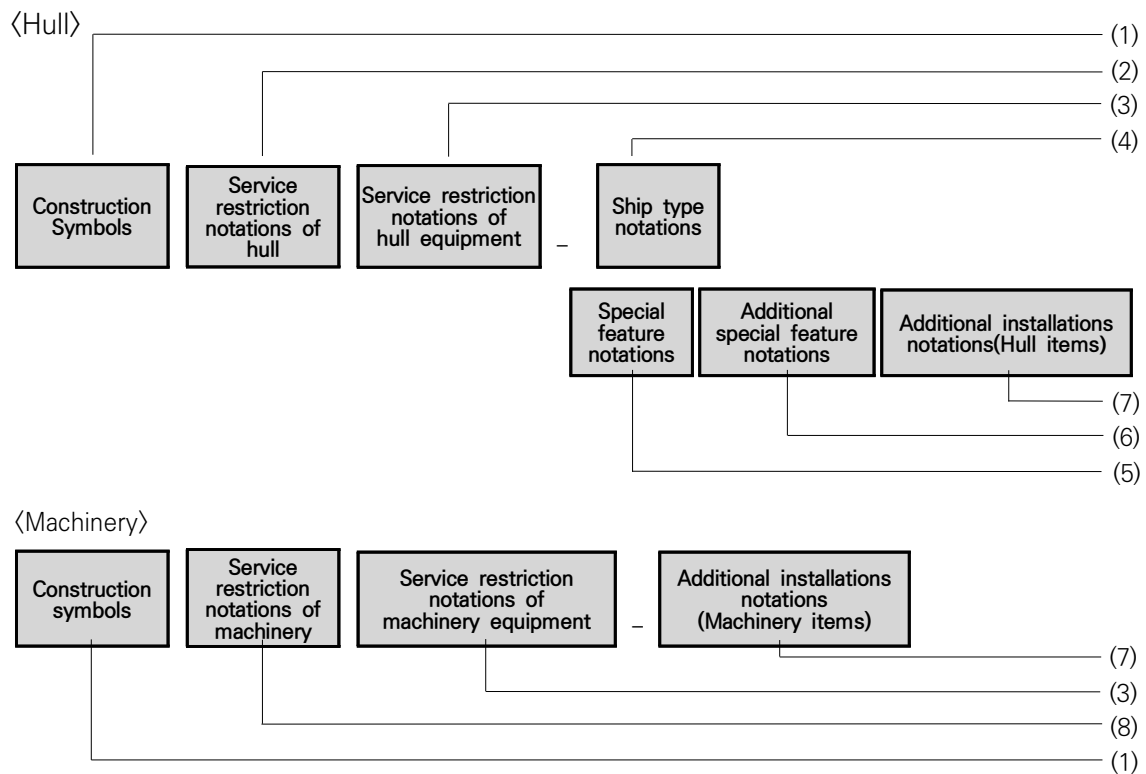 〈Hull〉
(1)
(2)
(3)
(4)
Construction
Symbols
Service
restriction
notations of
hull
Service restriction
notations of
hull equipment
–
Ship type
notations
Special
feature
notations
Additional
special feature
notations
Additional installations
notations(Hull items)
(7)
(6)
(5)
〈Machinery〉
Construction
symbols
Service
restriction
notations of
machinery
Service restriction
notations of
machinery equipment
–
Additional installations
notations
(Machinery items)
(7)
(3)
(8)
(1)